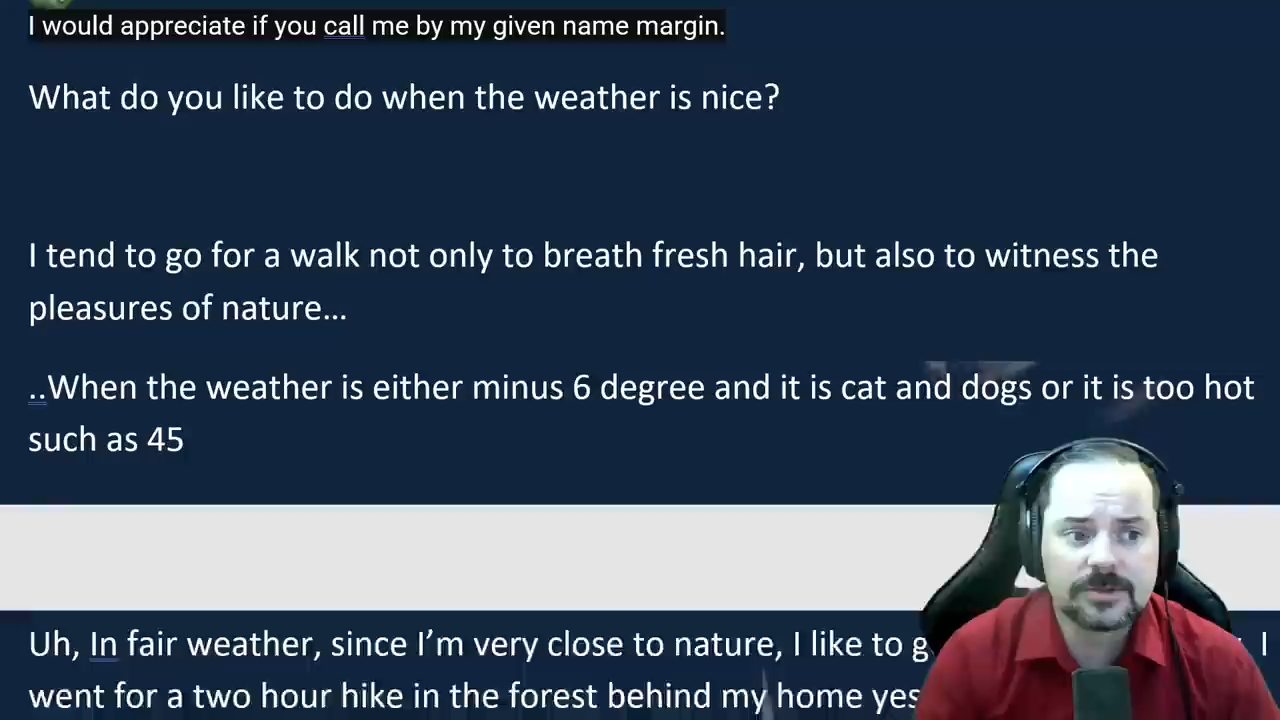 I would appreciate if you call me by my given name margin.
What do you like to do when the weather is nice?
I tend to go for a walk not only to breath fresh hair, but also to witness the
pleasures of nature...
..When the weather is either minus 6 degree and it is cat and dogs or it is too hot
such as 45
Uh, In fair weather, since I’m very close to nature, I like to I
went for a two hour hike in the forest behind my home